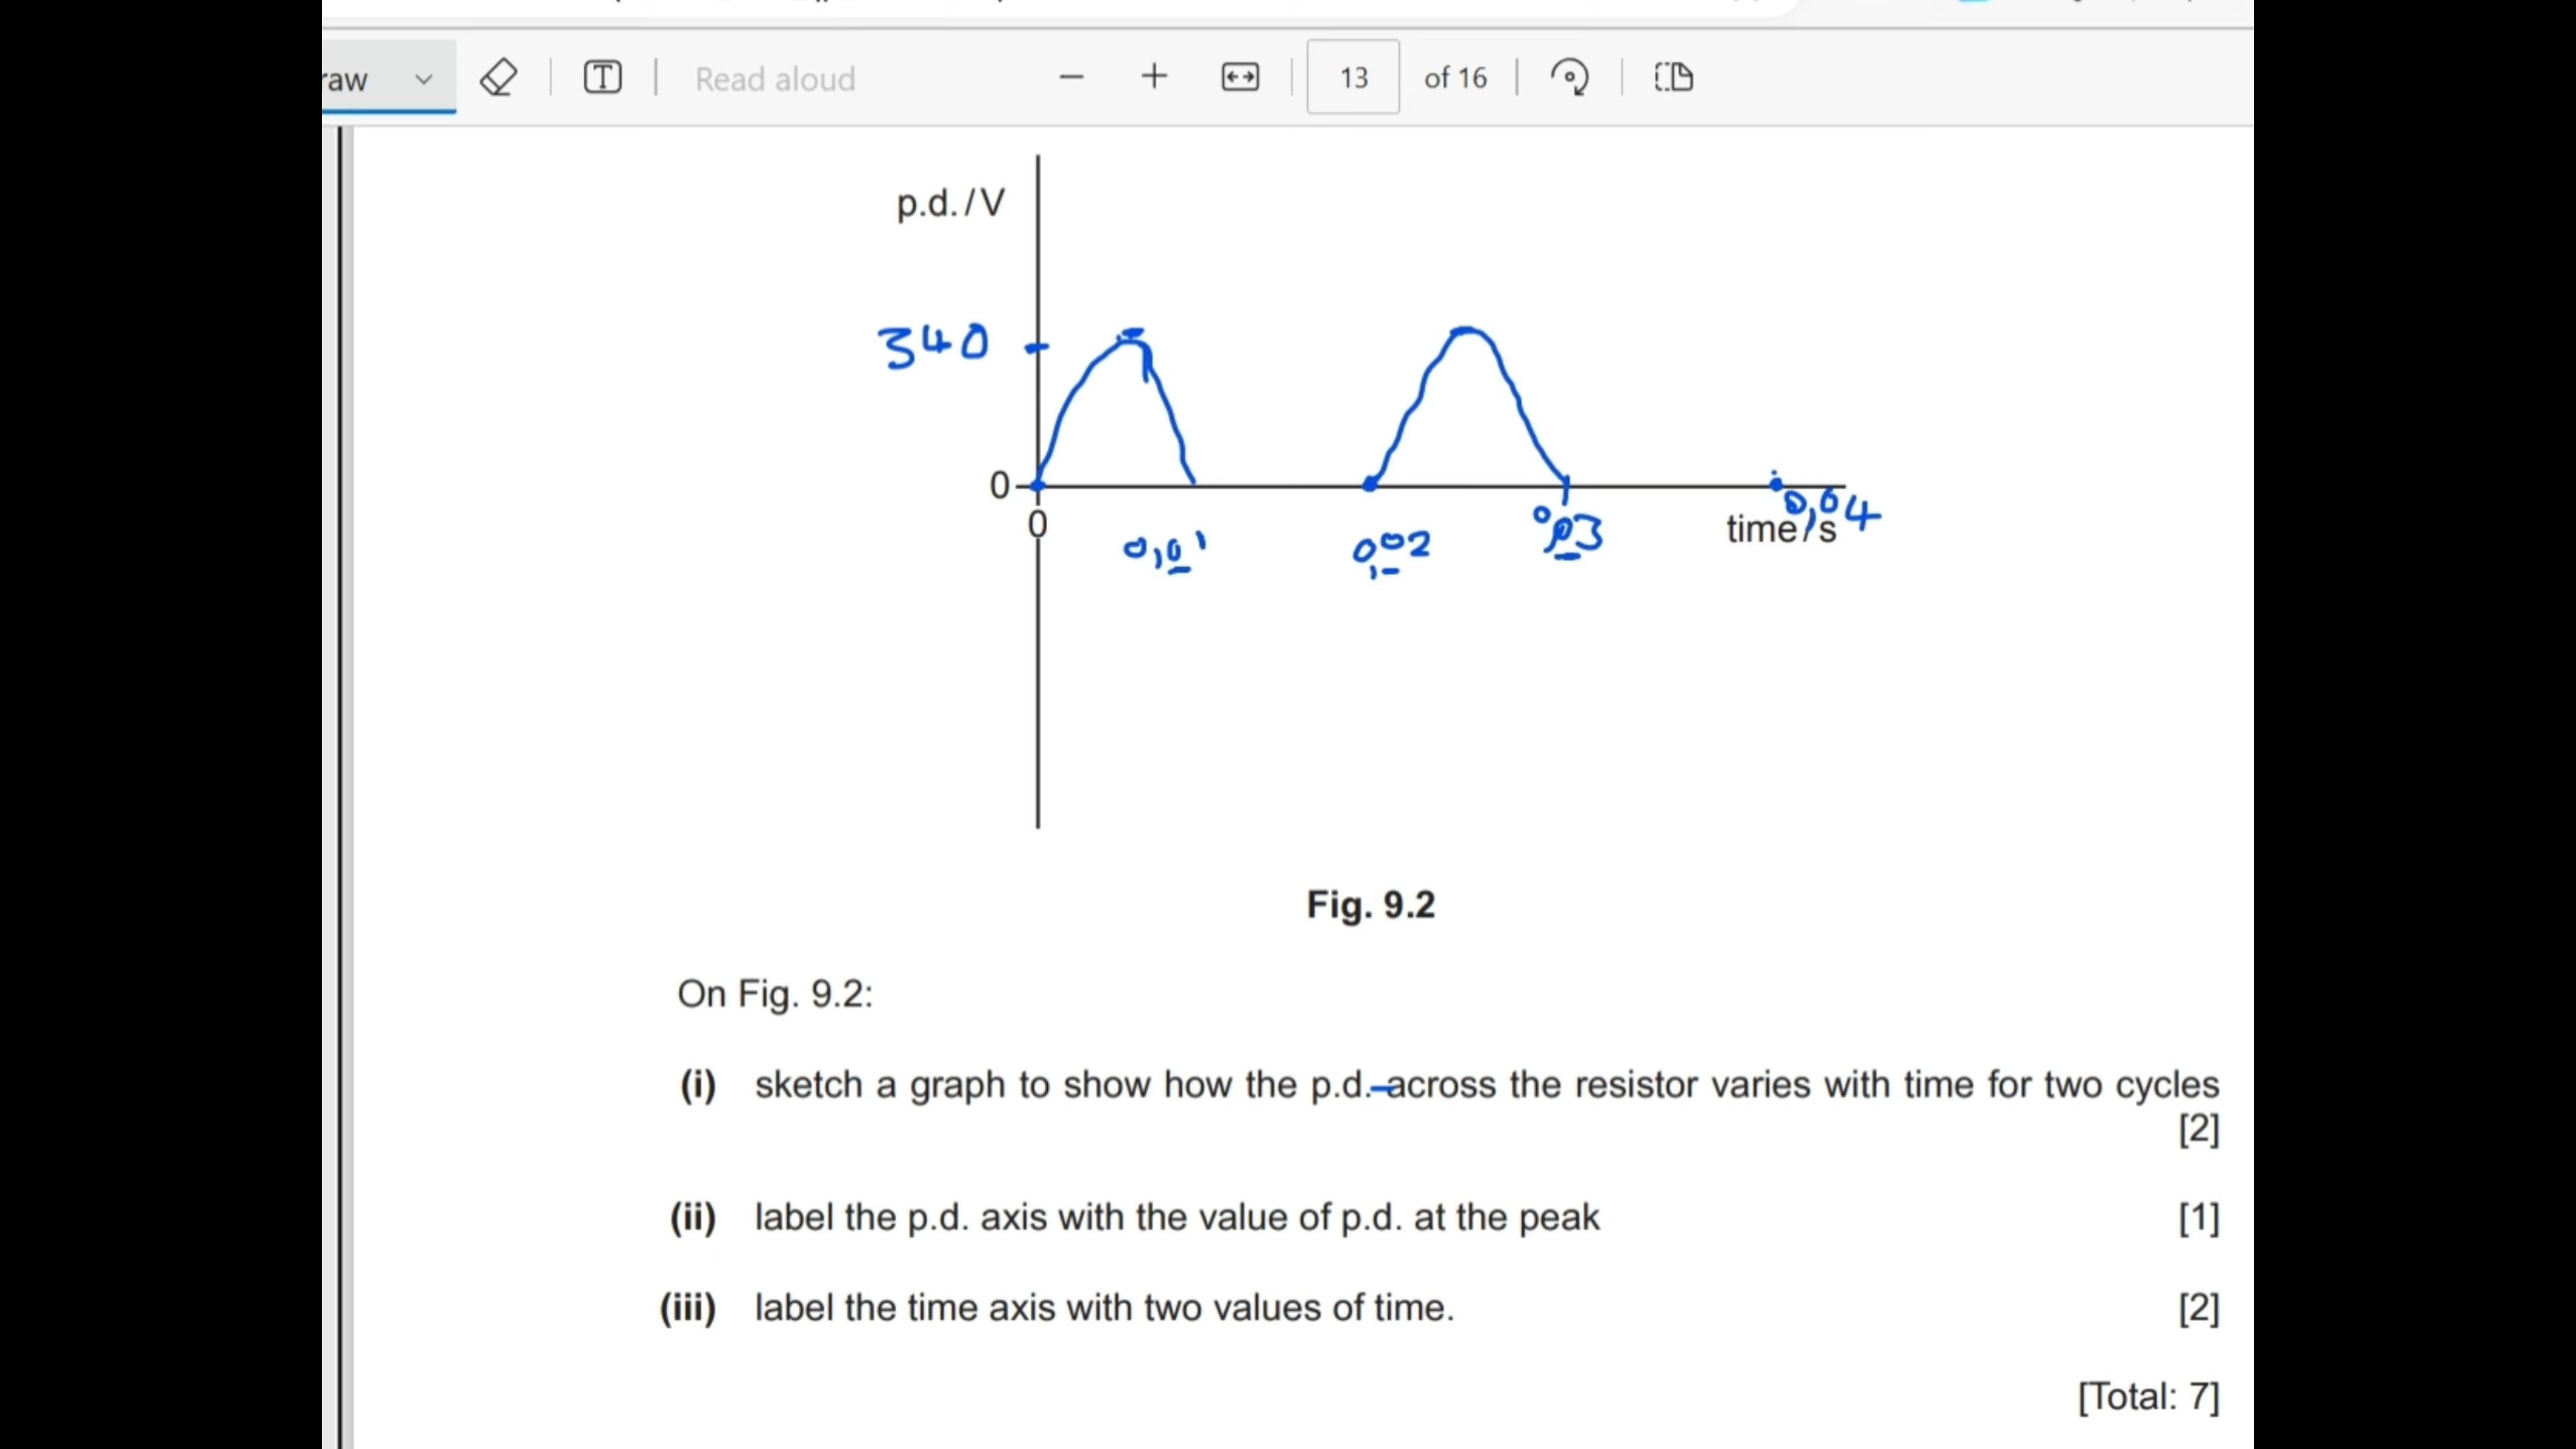 raw
Read aloud
13 of 16
p.d. / V
340
0
0
0,01
0,02
0,03
0,04
time / s
Fig. 9.2
On Fig. 9.2:
(i) sketch a graph to show how the p.d. across the resistor varies with time for two cycles
[2]
(ii) label the p.d. axis with the value of p.d. at the peak [1]
(iii) label the time axis with two values of time. [2]
[Total: 7]